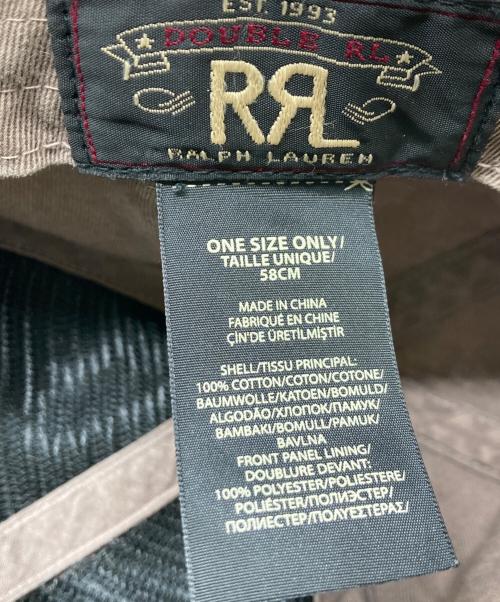 EST. 1993
DOUBLE RL
RRL
RALPH LAUREN
ONE SIZE ONLY/
TAILLE UNIQUE/
58CM
MADE IN CHINA
FABRIQUÉ EN CHINE
ÇİN'DE ÜRETİLMİŞTİR
SHELL/TISSU PRINCIPAL:
100% COTTON/COTON/COTONE/
BAUMWOLLE/KATOEN/BOMULD/
ALGODÃO/ХЛОПОК/ПАМУК/
BAMBAKI/BOMULL/PAMUK/
BAVLNA
FRONT PANEL LINING/
DOUBLURE DEVANT:
100% POLYESTER/POLIESTERE/
POLIÉSTER/ПОЛИЭСТЕР/
ПОЛИЕСТЕР/ΠΟΛΥΕΣΤΕΡΑΣ/